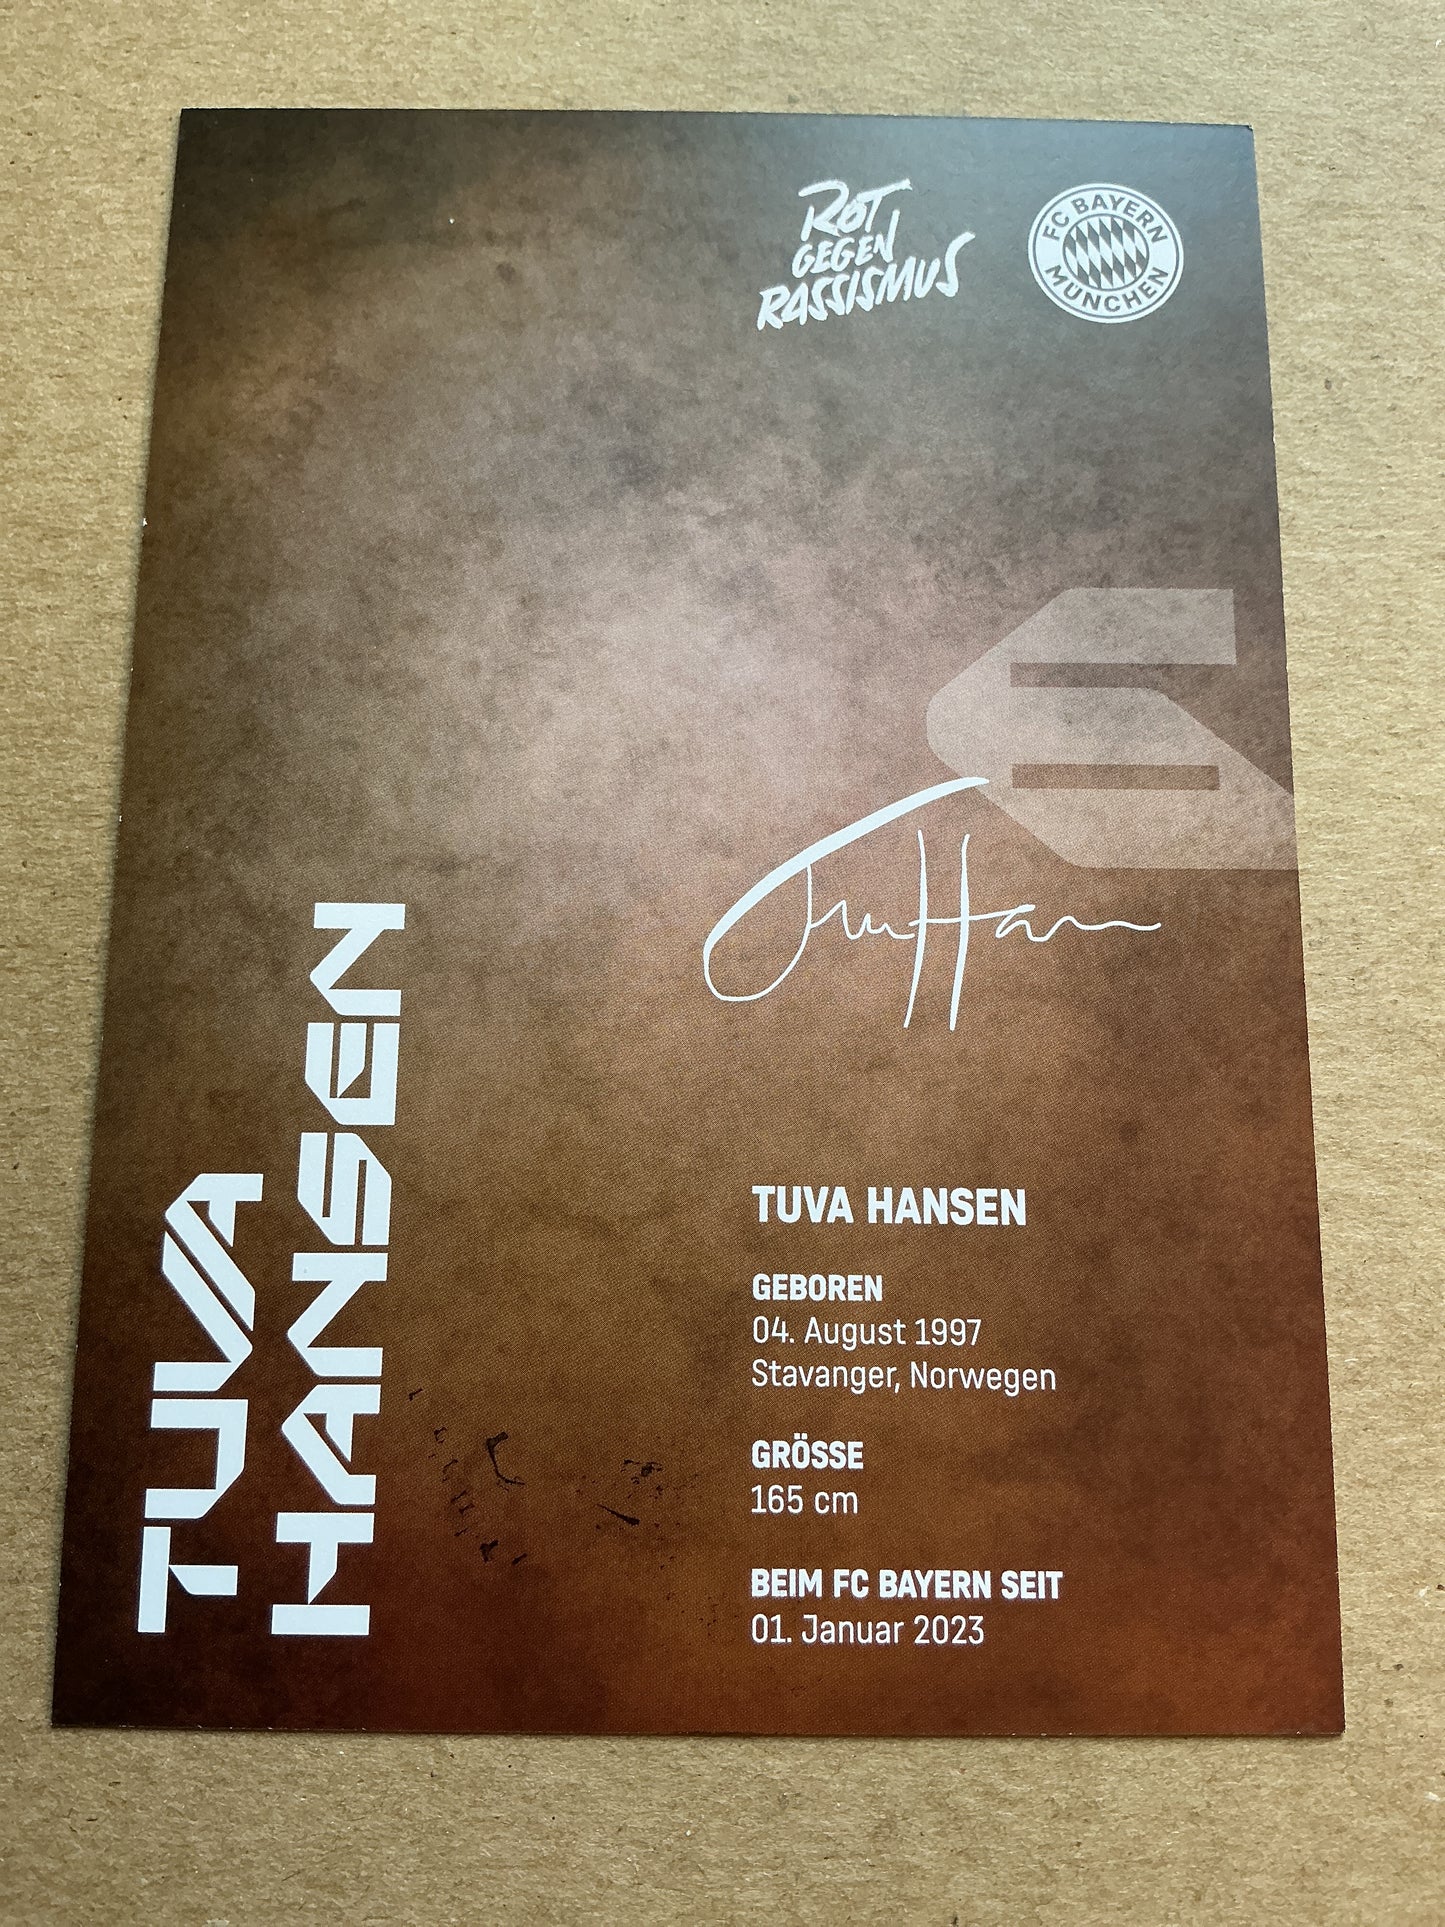 ROT
GEGEN
RASSISMUS
FC BAYERN
MÜNCHEN
6
TUVA
HANSEN
TUVA HANSEN
GEBOREN
04. August 1997
Stavanger, Norwegen
GRÖSSE
165 cm
BEIM FC BAYERN SEIT
01. Januar 2023